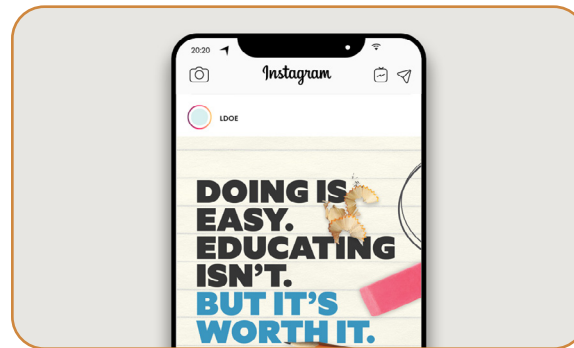 20:20
Instagram
LDOE
DOING IS
EASY.
EDUCATING
ISN'T.
BUT IT'S
WORTH IT.